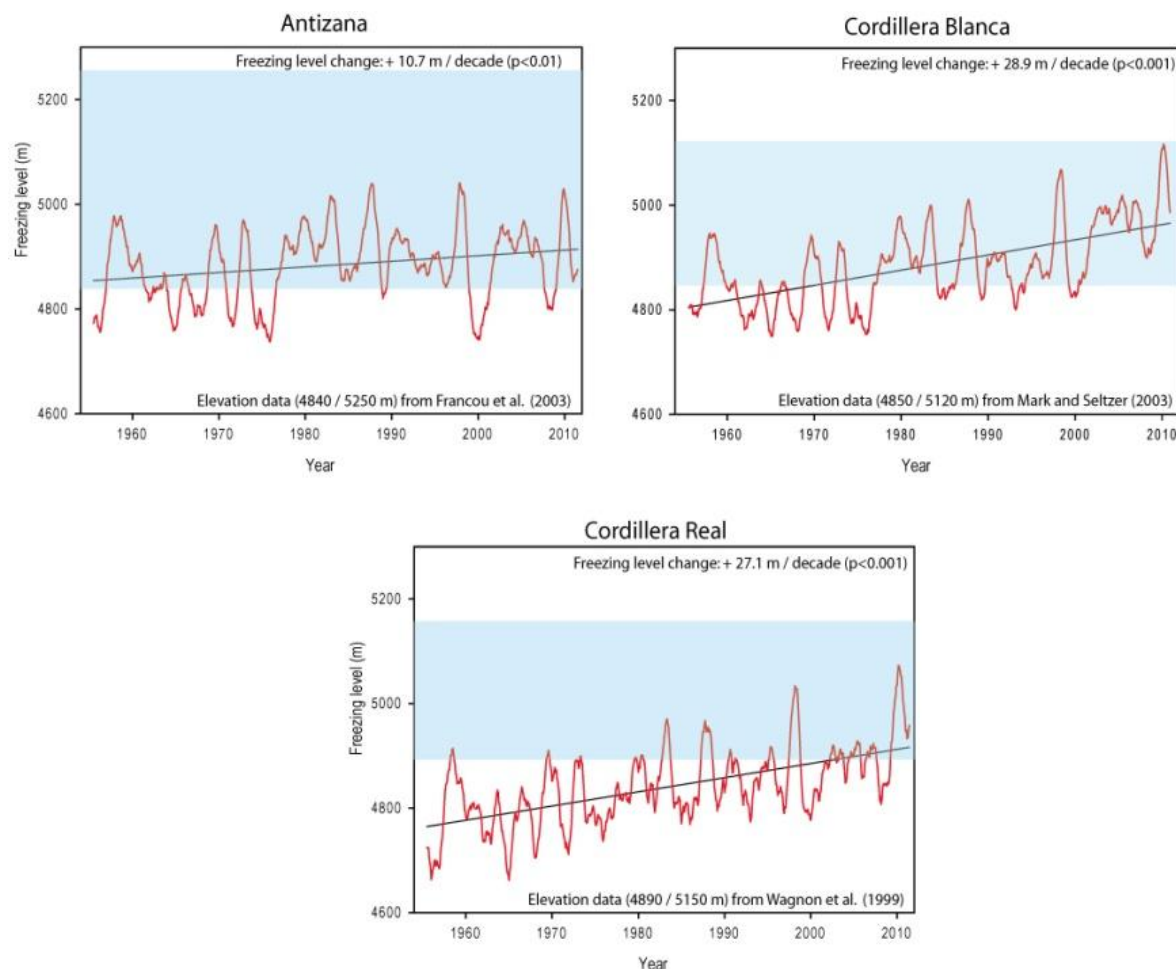 Antizana
Freezing level change: + 10.7 m / decade (p<0.01)
5200
5000
4800
4600
Freezing level (m)
Elevation data (4840 / 5250 m) from Francou et al. (2003)
1960 1970 1980 1990 2000 2010
Year
Cordillera Blanca
Freezing level change: + 28.9 m / decade (p<0.001)
5200
5000
4800
4600
Elevation data (4850 / 5120 m) from Mark and Seltzer (2003)
1960 1970 1980 1990 2000 2010
Year
Cordillera Real
Freezing level change: + 27.1 m / decade (p<0.001)
5200
5000
4800
4600
Freezing level (m)
Elevation data (4890 / 5150 m) from Wagnon et al. (1999)
1960 1970 1980 1990 2000 2010
Year